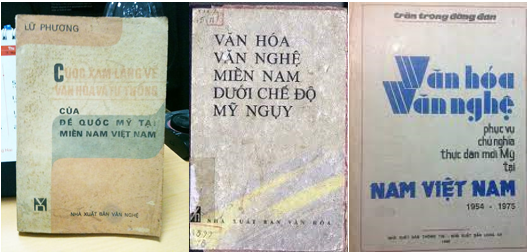 LỮ PHƯƠNG
CUỘC XÂM LĂNG VỀ
VĂN HÓA VÀ TƯ TƯỞNG
CỦA
ĐẾ QUỐC MỸ TẠI
MIỀN NAM VIỆT NAM
NHÀ XUẤT BẢN VĂN HÓA
VĂN HÓA
VĂN NGHỆ
MIỀN NAM
DƯỚI CHẾ ĐỘ
MỸ NGỤY
NHÀ XUẤT BẢN VĂN HÓA
trần trọng đăng đàn
Văn hóa
Văn nghệ
phục vụ
chủ nghĩa
thực dân mới Mỹ
tại
NAM VIỆT NAM
1954 - 1975